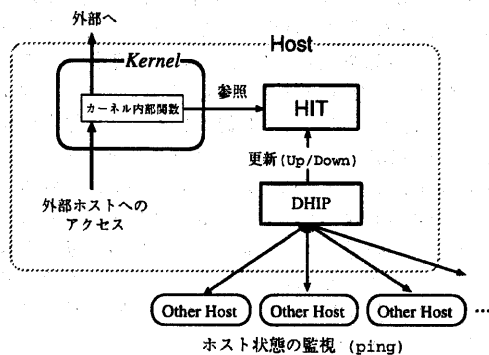 外部へ
Host
Kernel
カーネル内部関数
参照
HIT
更新(Up/Down)
外部ホストへの
アクセス
DHIP
Other Host
Other Host
Other Host
…
ホスト状態の監視 (ping)